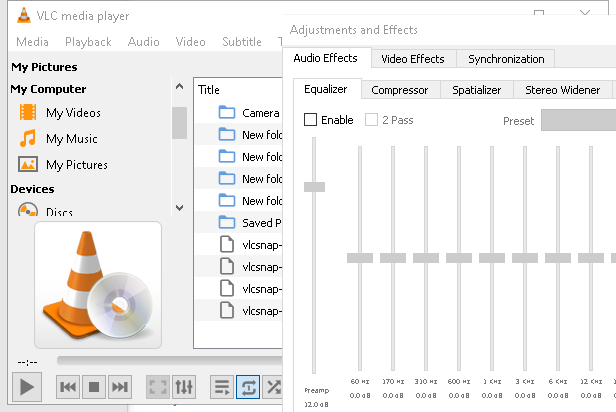 VLC media player
Media Playback Audio Video Subtitle T
My Pictures
My Computer
My Videos
My Music
My Pictures
Devices
Discs
Title
Camera
New fold
New fold
New fold
New fold
Saved P
vlcsnap-
vlcsnap-
vlcsnap-
vlcsnap-
--:--
Adjustments and Effects
Audio Effects Video Effects Synchronization
Equalizer Compressor Spatializer Stereo Widener
Enable 2 Pass Preset
60 Hz 170 Hz 310 Hz 600 Hz 1 KHz 3 KHz 6 KHz 12 K
Preamp 0.0 dB 0.0 dB 0.0 dB 0.0 dB 0.0 dB 0.0 dB 0.0 dB 0.0 d
12.0 dB